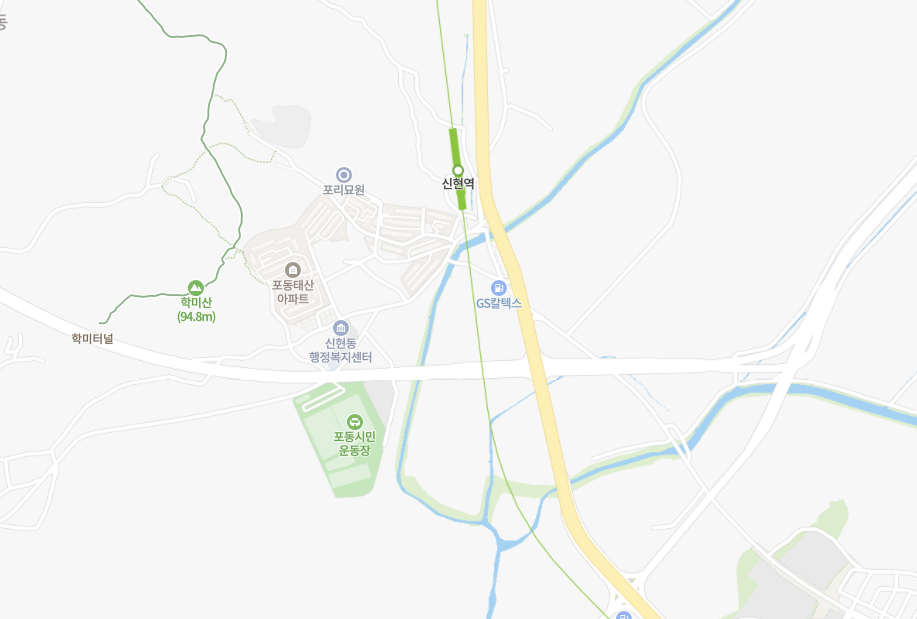 동
포리묘원
신현역
포동태산
아파트
학미산
(94.8m)
GS칼텍스
학미터널
신현동
행정복지센터
포동시민
운동장